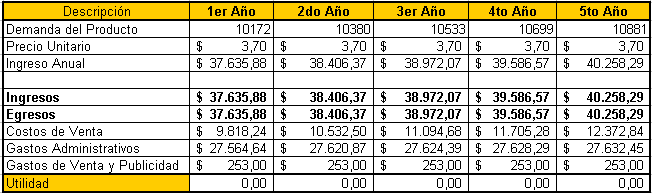 Descripción 1er Año 2do Año 3er Año 4to Año 5to Año
Demanda del Producto 10172 10380 10533 10699 10881
Precio Unitario $ 3,70 $ 3,70 $ 3,70 $ 3,70 $ 3,70
Ingreso Anual $ 37.635,88 $ 38.406,37 $ 38.972,07 $ 39.586,57 $ 40.258,29
Ingresos $ 37.635,88 $ 38.406,37 $ 38.972,07 $ 39.586,57 $ 40.258,29
Egresos $ 37.635,88 $ 38.406,37 $ 38.972,07 $ 39.586,57 $ 40.258,29
Costos de Venta $ 9.818,24 $ 10.532,50 $ 11.094,68 $ 11.705,28 $ 12.372,84
Gastos Administrativos $ 27.564,64 $ 27.620,87 $ 27.624,39 $ 27.628,29 $ 27.632,45
Gastos de Venta y Publicidad $ 253,00 $ 253,00 $ 253,00 $ 253,00 $ 253,00
Utilidad 0,00 0,00 0,00 0,00 0,00